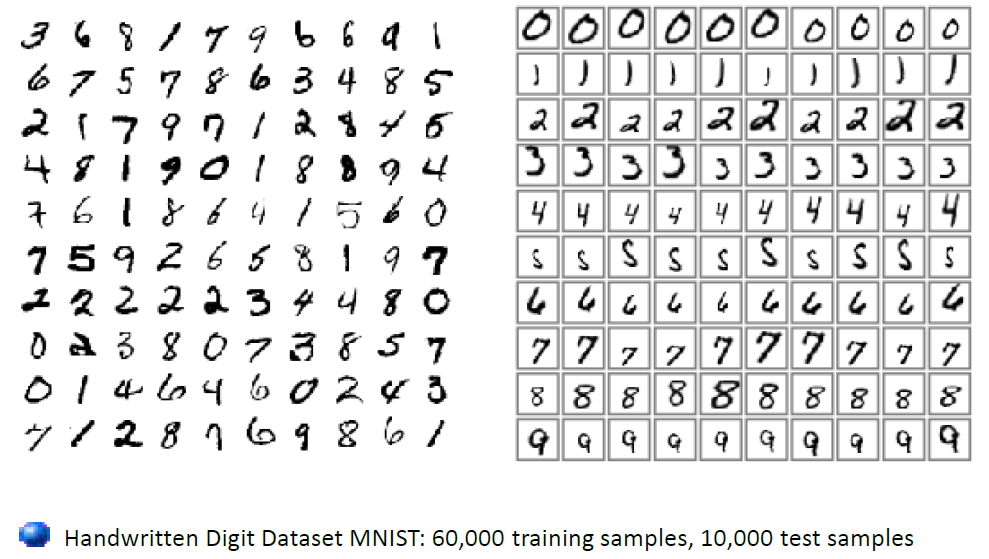 3 6 8 1 7 9 6 6 9 1
6 7 5 7 8 6 3 4 8 5
2 1 7 9 7 1 2 8 4
4 8 1 9 0 1 8 8 9 4
7 6 1 8 6 4 1 5 6 0
7 5 9 2 6 5 8 1 9 7
2 2 2 2 2 3 4 4 8 0
0 2 3 8 0 7 3 8 5 7
0 1 4 6 4 6 0 2 4 3
7 1 2 8 7 6 9 8 6 1
0 0 0 0 0 0 0 0 0 0
1 1 1 1 1 1 1 1 1 1
2 2 2 2 2 2 2 2 2 2
3 3 3 3 3 3 3 3 3 3
4 4 4 4 4 4 4 4 4 4
5 5 5 5 5 5 5 5 5 5
6 6 6 6 6 6 6 6 6 6
7 7 7 7 7 7 7 7 7 7
8 8 8 8 8 8 8 8 8 8
9 9 9 9 9 9 9 9 9 9
Handwritten Digit Dataset MNIST: 60,000 training samples, 10,000 test samples